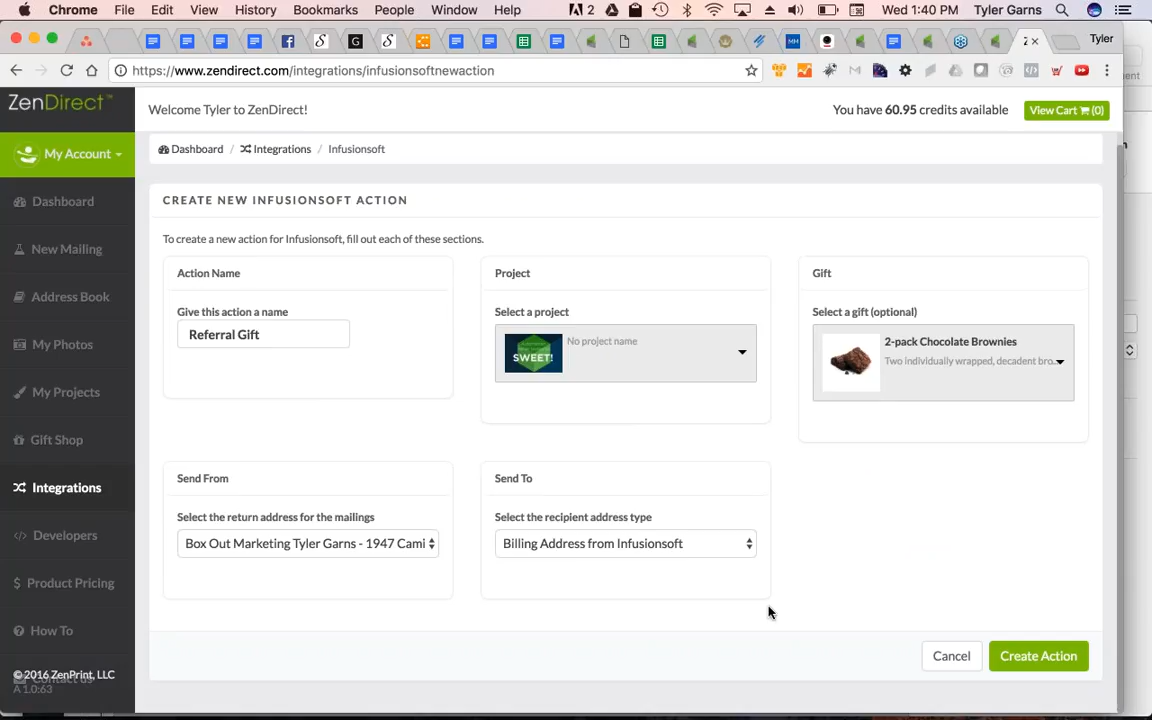 Chrome File Edit View History Bookmarks People Window Help 2 Wed 1:40 PM Tyler Garns
Tyler
https://www.zendirect.com/integrations/infusionsoftnewaction
ZenDirect™ Welcome Tyler to ZenDirect! You have 60.95 credits available View Cart (0)
My Account Dashboard / Integrations / Infusionsoft
Dashboard CREATE NEW INFUSIONSOFT ACTION
To create a new action for Infusionsoft, fill out each of these sections.
New Mailing
Action Name Project Gift
Address Book
Give this action a name Select a project Select a gift (optional)
Referral Gift SWEET! No project name 2-pack Chocolate Brownies
Two individually wrapped, decadent bro...
My Photos
My Projects
Gift Shop
Integrations Send From Send To
Select the return address for the mailings Select the recipient address type
Developers Box Out Marketing Tyler Garns - 1947 Cami Billing Address from Infusionsoft
Product Pricing
How To
Cancel Create Action
© 2016 ZenPrint, LLC
A 1.0:63